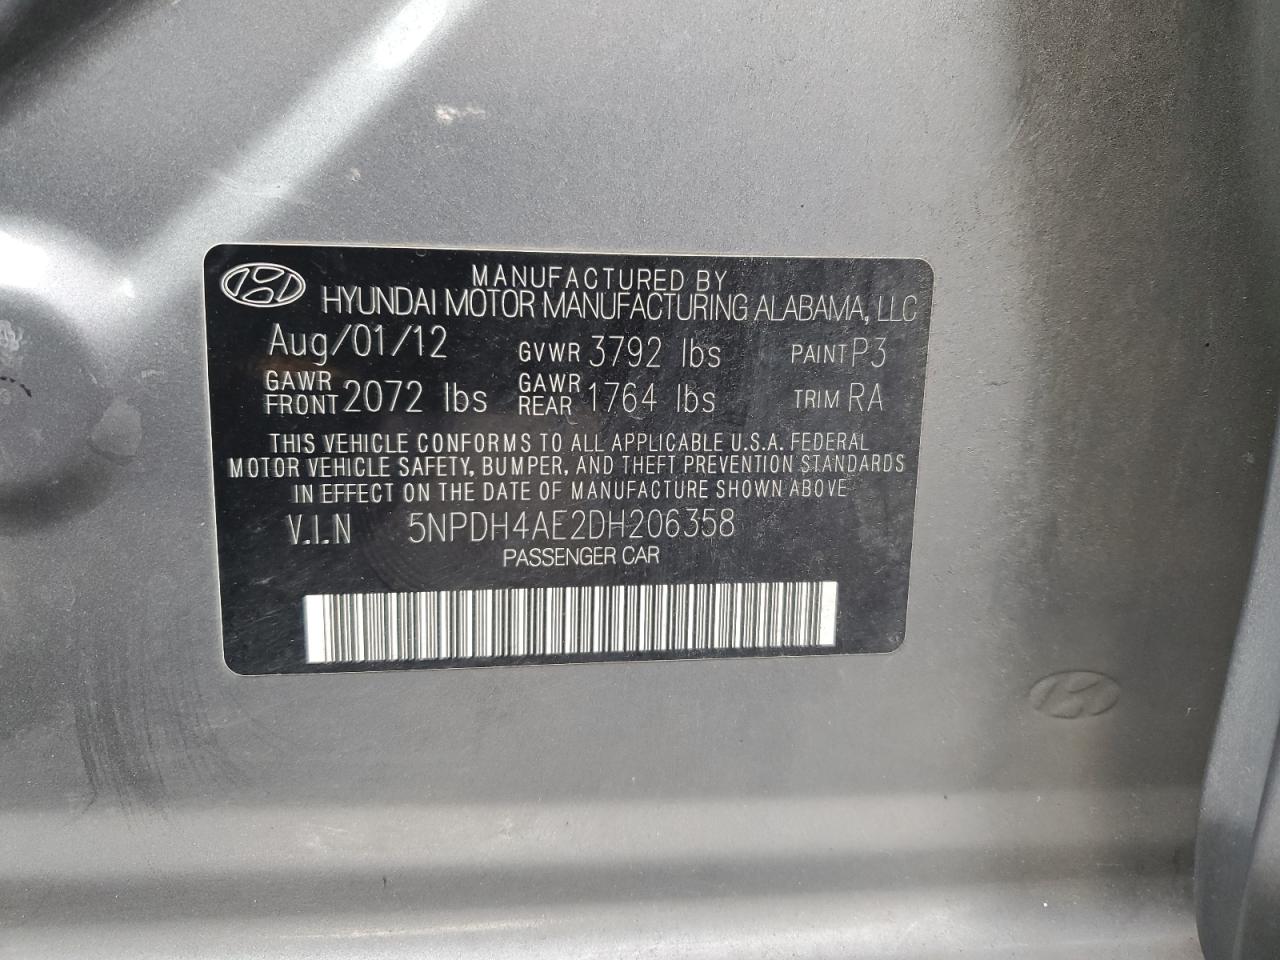 MANUFACTURED BY
HYUNDAI MOTOR MANUFACTURING ALABAMA, LLC
Aug/01/12 GVWR 3792 lbs PAINT P3
GAWR FRONT 2072 lbs GAWR REAR 1764 lbs TRIM RA
THIS VEHICLE CONFORMS TO ALL APPLICABLE U.S.A. FEDERAL
MOTOR VEHICLE SAFETY, BUMPER, AND THEFT PREVENTION STANDARDS
IN EFFECT ON THE DATE OF MANUFACTURE SHOWN ABOVE
V.I.N 5NPDH4AE2DH206358
PASSENGER CAR